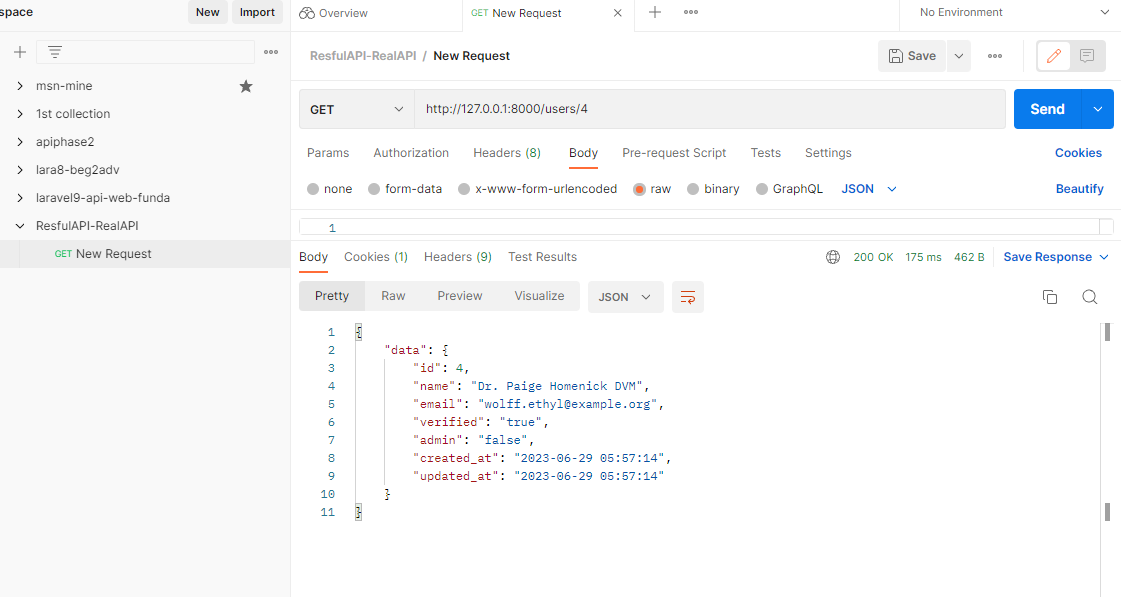 space New Import Overview GET New Request No Environment
ResfulAPI-RealAPI / New Request Save
msn-mine
1st collection
apiphase2
lara8-beg2adv
laravel9-api-web-funda
ResfulAPI-RealAPI
GET New Request
GET http://127.0.0.1:8000/users/4 Send
Params Authorization Headers (8) Body Pre-request Script Tests Settings Cookies
none form-data x-www-form-urlencoded raw binary GraphQL JSON Beautify
1
Body Cookies (1) Headers (9) Test Results 200 OK 175 ms 462 B Save Response
Pretty Raw Preview Visualize JSON
1 {
2 "data": {
3 "id": 4,
4 "name": "Dr. Paige Homenick DVM",
5 "email": "wolff.ethyl@example.org",
6 "verified": "true",
7 "admin": "false",
8 "created_at": "2023-06-29 05:57:14",
9 "updated_at": "2023-06-29 05:57:14"
10 }
11 }